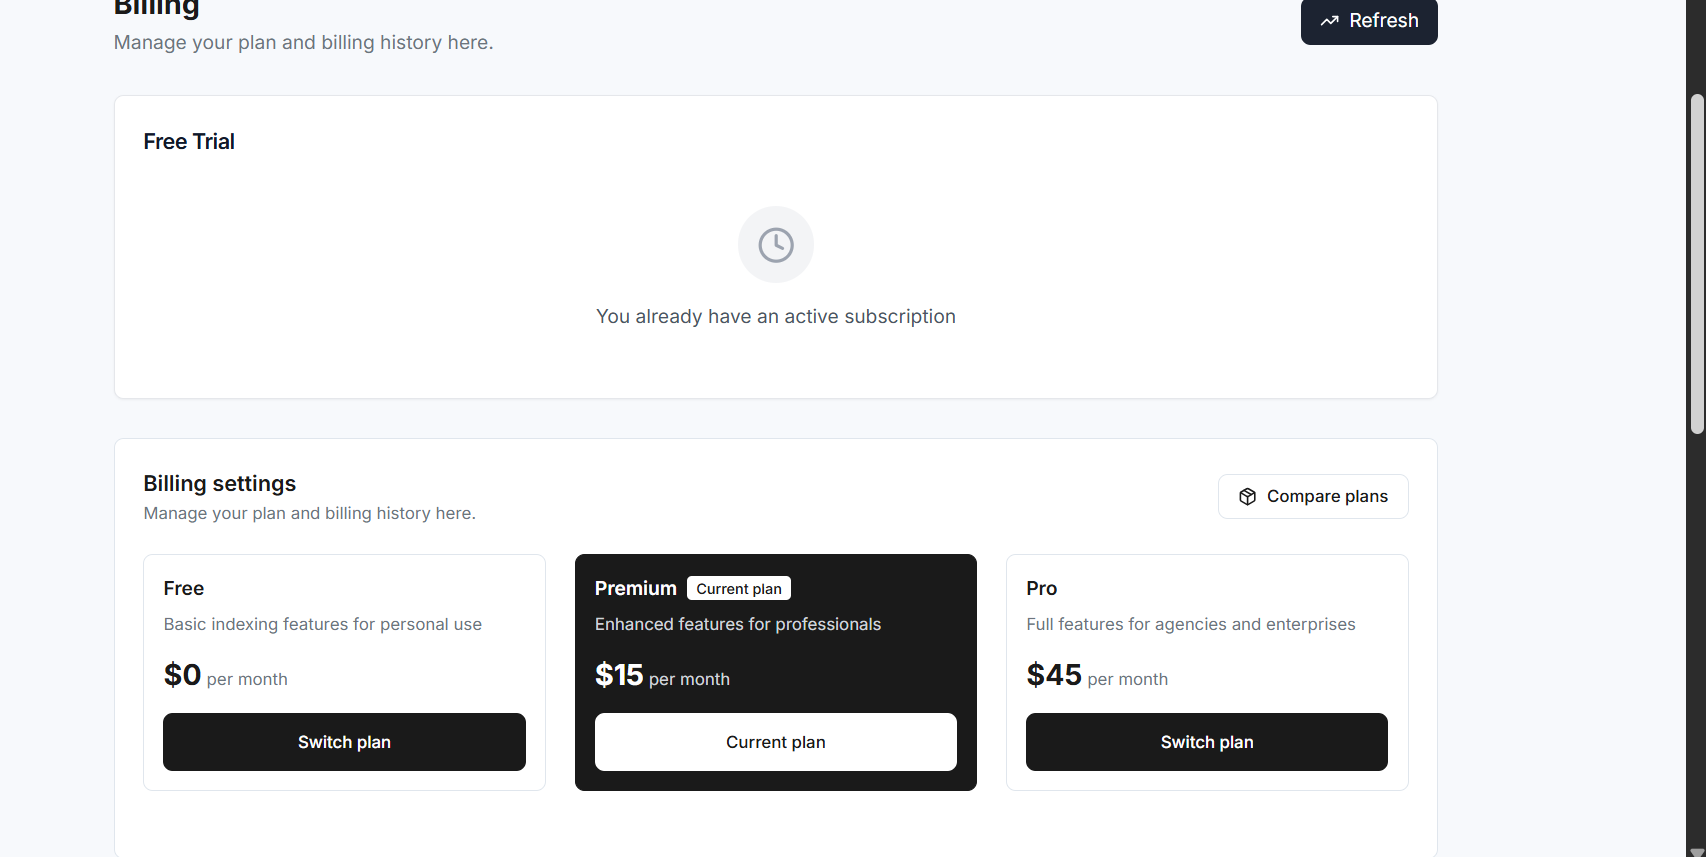 Billing
Manage your plan and billing history here.
Refresh
Free Trial
You already have an active subscription
Billing settings
Manage your plan and billing history here.
Compare plans
Free
Basic indexing features for personal use
$0 per month
Switch plan
Premium Current plan
Enhanced features for professionals
$15 per month
Current plan
Pro
Full features for agencies and enterprises
$45 per month
Switch plan